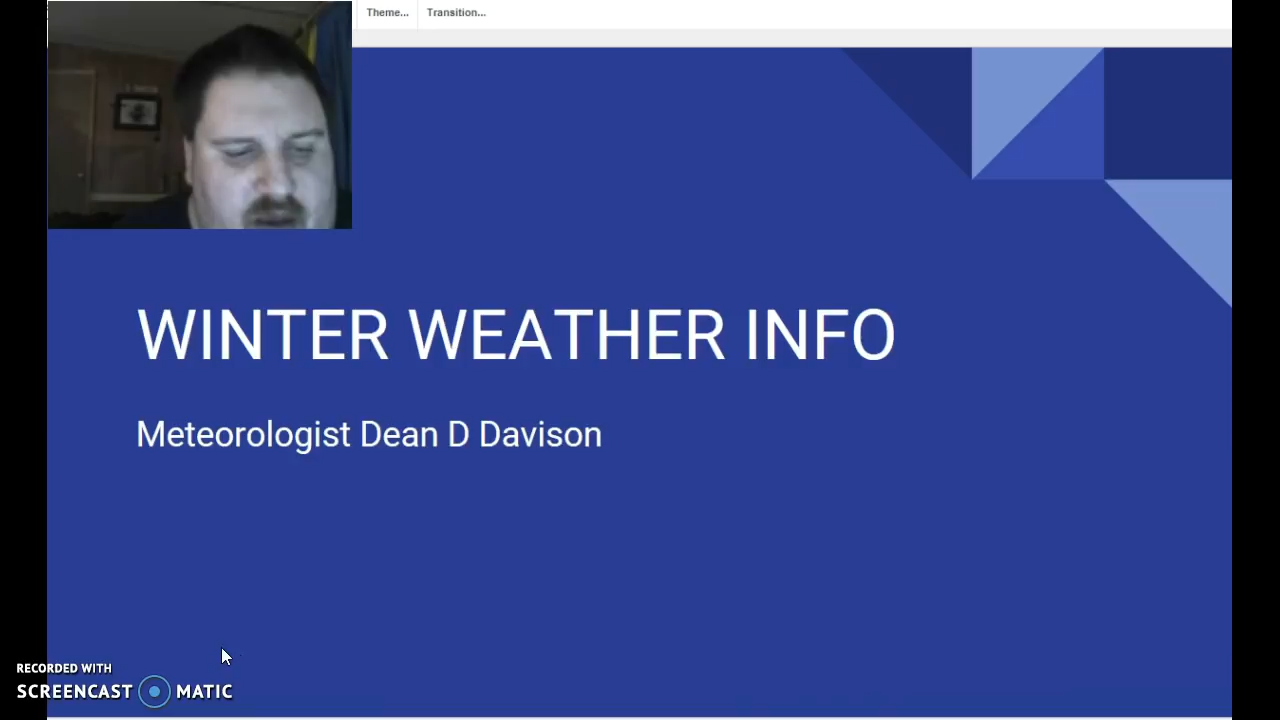 Theme... Transition...
WINTER WEATHER INFO
Meteorologist Dean D Davison
RECORDED WITH
SCREENCAST MATIC